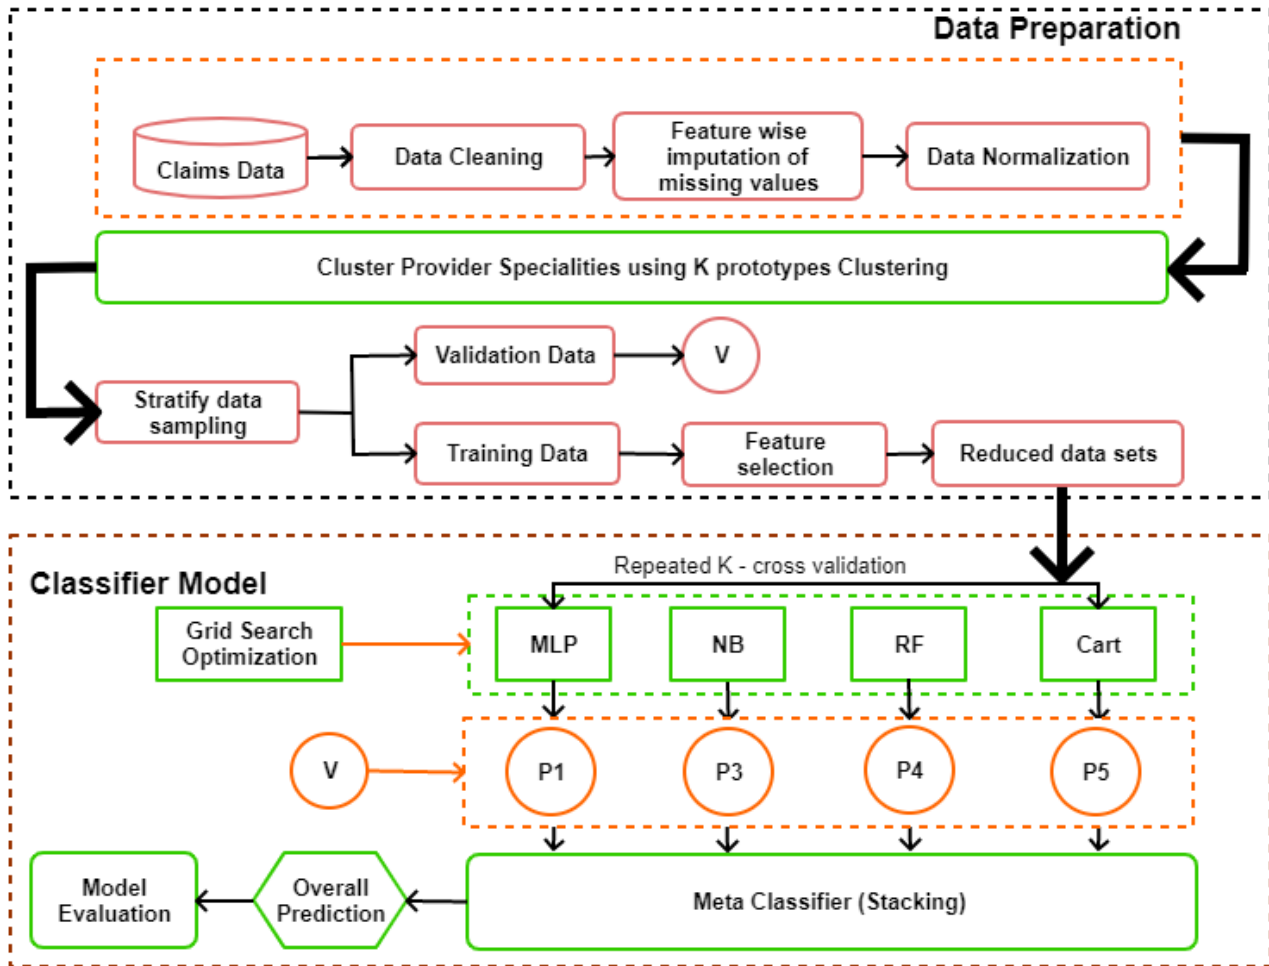 Data Preparation
Claims Data
Data Cleaning
Feature wise
imputation of
missing values
Data Normalization
Cluster Provider Specialities using K prototypes Clustering
Validation Data
V
Stratify data
sampling
Training Data
Feature
selection
Reduced data sets
Classifier Model
Repeated K - cross validation
Grid Search
Optimization
MLP
NB
RF
Cart
V
P1
P3
P4
P5
Model
Evaluation
Overall
Prediction
Meta Classifier (Stacking)